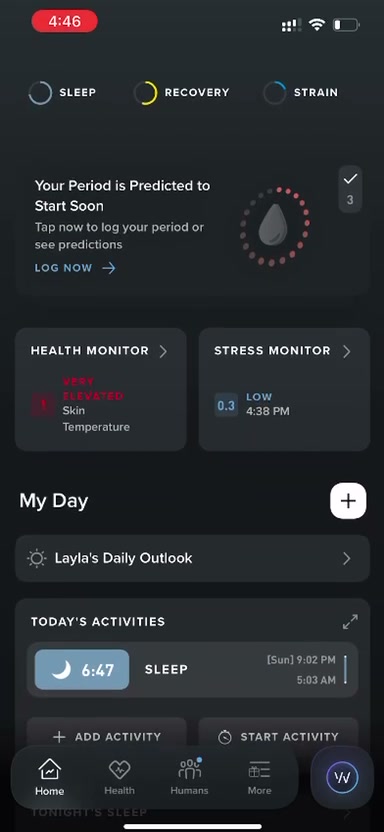 4:46
SLEEP
RECOVERY
STRAIN
Your Period is Predicted to
Start Soon
Tap now to log your period or
see predictions
LOG NOW
3
HEALTH MONITOR
STRESS MONITOR
! VERY
ELEVATED
Skin
Temperature
0.3 LOW
4:38 PM
My Day
Layla's Daily Outlook
TODAY'S ACTIVITIES
6:47 SLEEP
[Sun] 9:02 PM
5:03 AM
ADD ACTIVITY
START ACTIVITY
TONIGHT'S SLEEP
Home
Health
Humans
More
W